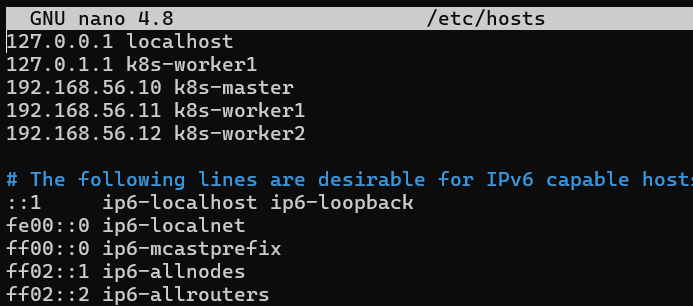 GNU nano 4.8 /etc/hosts
127.0.0.1 localhost
127.0.1.1 k8s-worker1
192.168.56.10 k8s-master
192.168.56.11 k8s-worker1
192.168.56.12 k8s-worker2
# The following lines are desirable for IPv6 capable hosts
::1 ip6-localhost ip6-loopback
fe00::0 ip6-localnet
ff00::0 ip6-mcastprefix
ff02::1 ip6-allnodes
ff02::2 ip6-allrouters